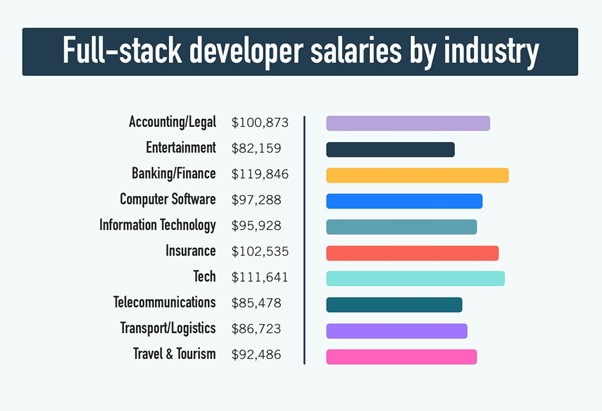 Full-stack developer salaries by industry
Accounting/Legal $100,873
Entertainment $82,159
Banking/Finance $119,846
Computer Software $97,288
Information Technology $95,928
Insurance $102,535
Tech $111,641
Telecommunications $85,478
Transport/Logistics $86,723
Travel & Tourism $92,486